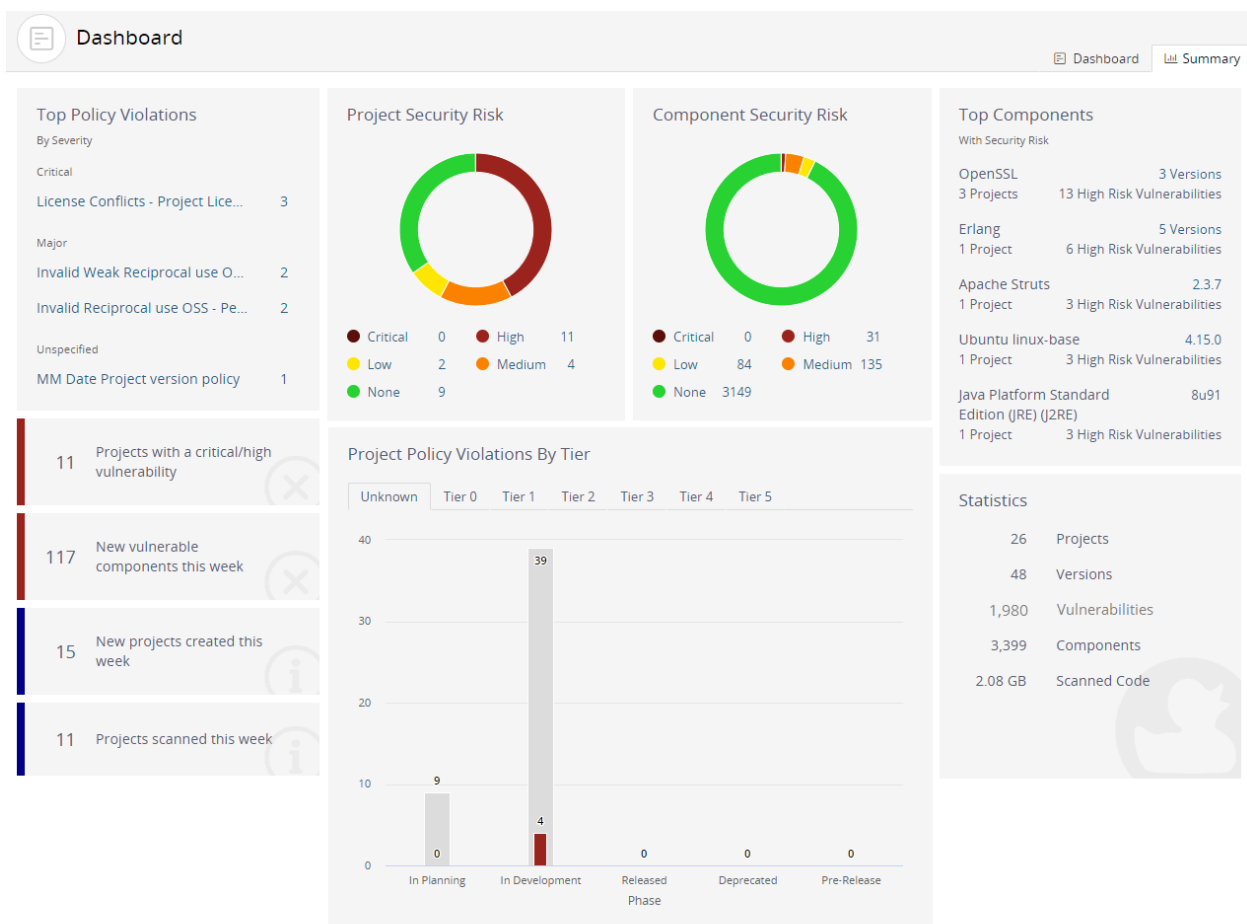 Dashboard
Dashboard
Summary
Top Policy Violations
By Severity
Critical
License Conflicts - Project Lice... 3
Major
Invalid Weak Reciprocal use O... 2
Invalid Reciprocal use OSS - Pe... 2
Unspecified
MM Date Project version policy 1
11 Projects with a critical/high
vulnerability
117 New vulnerable
components this week
15 New projects created this
week
11 Projects scanned this week
Project Security Risk
Critical 0 High 11
Low 2 Medium 4
None 9
Component Security Risk
Critical 0 High 31
Low 84 Medium 135
None 3149
Project Policy Violations By Tier
Unknown Tier 0 Tier 1 Tier 2 Tier 3 Tier 4 Tier 5
40
39
30
20
10
9
4
0 0 0 0 0
In Planning In Development Released Deprecated Pre-Release
Phase
Top Components
With Security Risk
OpenSSL 3 Versions
3 Projects 13 High Risk Vulnerabilities
Erlang 5 Versions
1 Project 6 High Risk Vulnerabilities
Apache Struts 2.3.7
1 Project 3 High Risk Vulnerabilities
Ubuntu linux-base 4.15.0
1 Project 3 High Risk Vulnerabilities
Java Platform Standard 8u91
Edition (JRE) (J2RE)
1 Project 3 High Risk Vulnerabilities
Statistics
26 Projects
48 Versions
1,980 Vulnerabilities
3,399 Components
2.08 GB Scanned Code